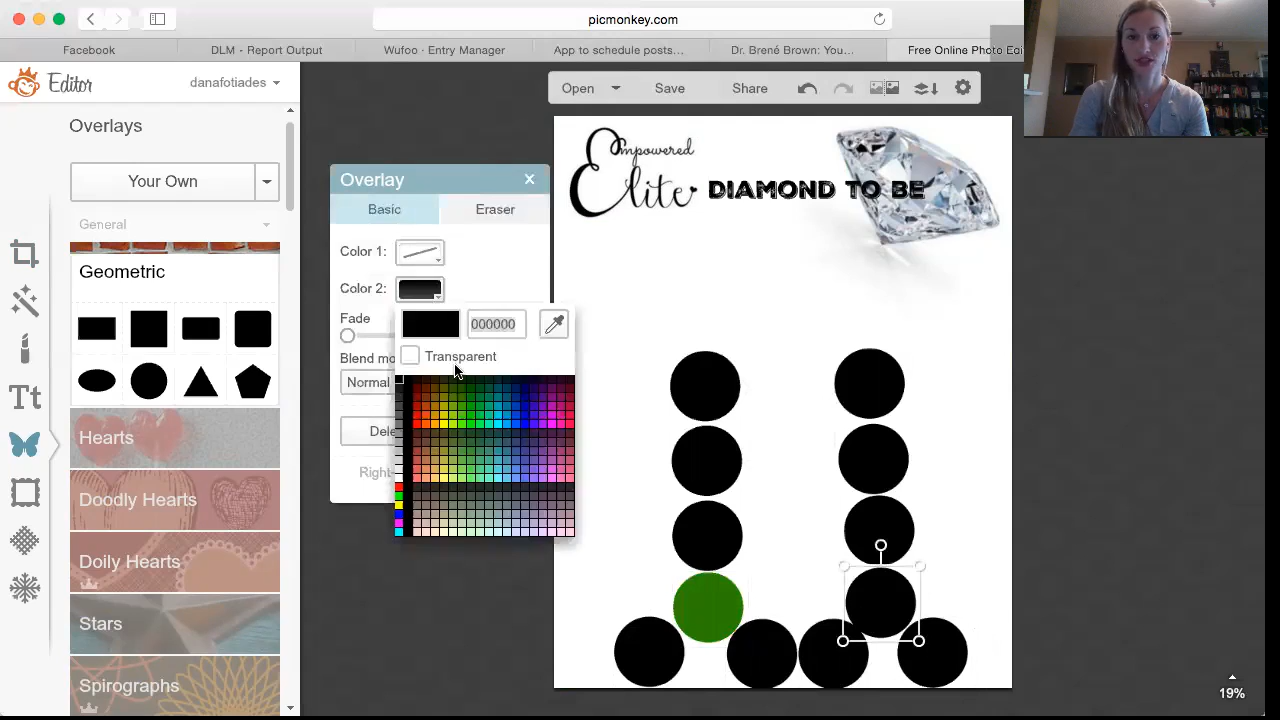 picmonkey.com
Facebook
DLM - Report Output
Wufoo - Entry Manager
App to schedule posts…
Dr. Brené Brown: You…
Free Online Photo Edi
Editor
danafotiades
Open
Save
Share
Overlays
Your Own
General
Geometric
Hearts
Doodly Hearts
Doily Hearts
Stars
Spirographs
Tt
Overlay
Basic
Eraser
Color 1:
Color 2:
000000
Fade
Transparent
Blend mo
Normal
Dele
Right
Empowered
Elite
DIAMOND TO BE
19%